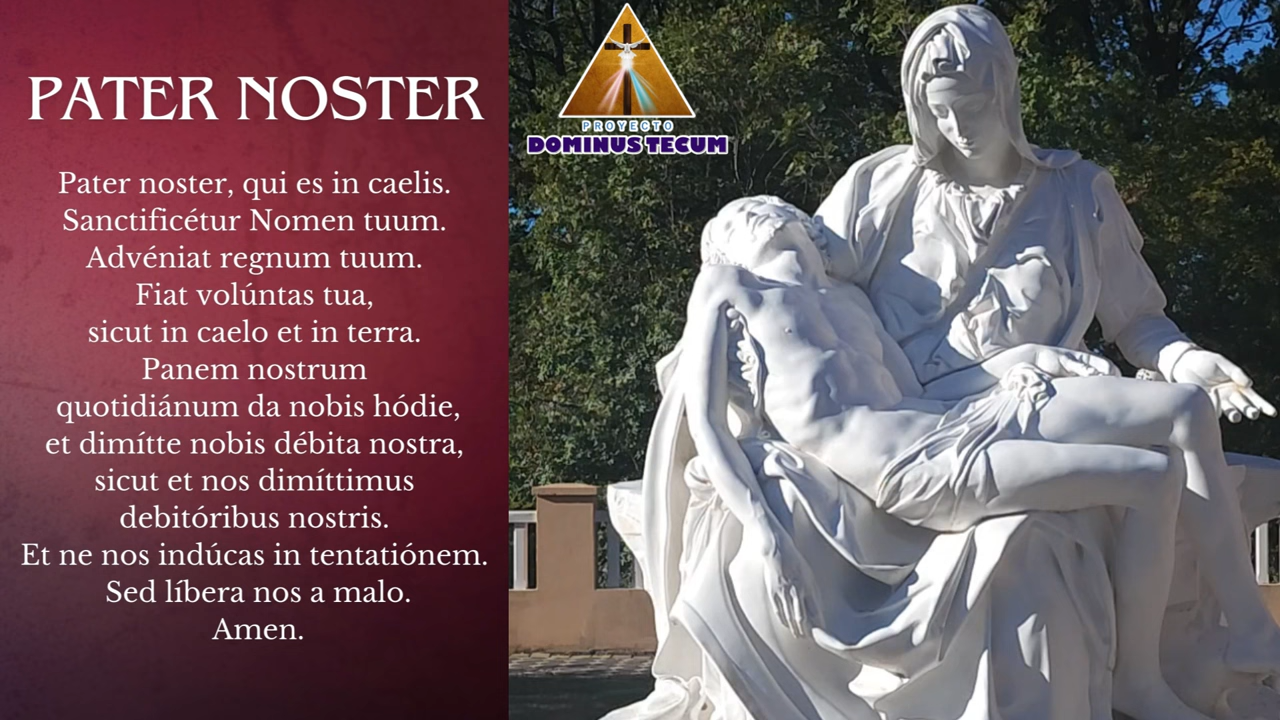 PATER NOSTER
Pater noster, qui es in caelis.
Sanctificétur Nomen tuum.
Advéniat regnum tuum.
Fiat volúntas tua,
sicut in caelo et in terra.
Panem nostrum
quotidiánum da nobis hódie,
et dimítte nobis débita nostra,
sicut et nos dimíttimus
debitóribus nostris.
Et ne nos indúcas in tentatiónem.
Sed líbera nos a malo.
Amen.
PROYECTO
DOMINUS TECUM